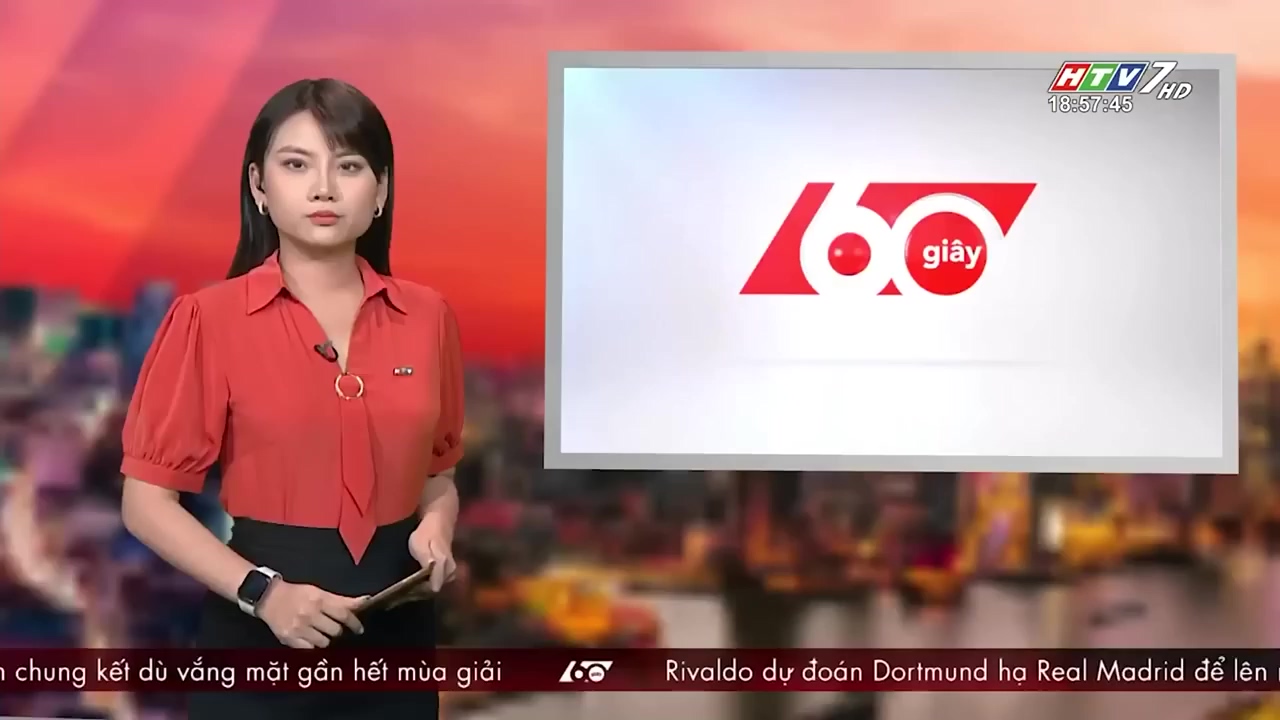 HTV7 HD
18:57:45
60 giây
chung kết dù vắng mặt gần hết mùa giải 60 Rivaldo dự đoán Dortmund hạ Real Madrid để lên